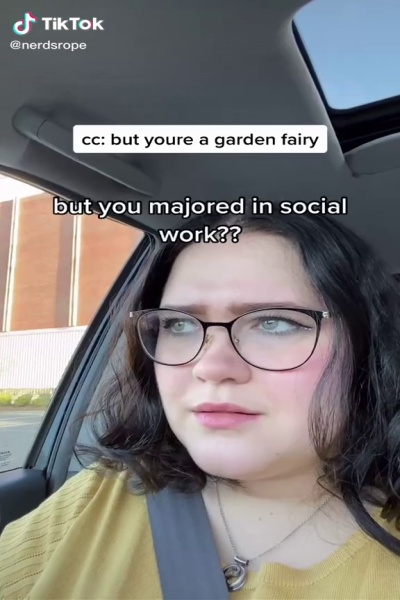 TikTok
@nerdsrope
cc: but youre a garden fairy
but you majored in social
work??